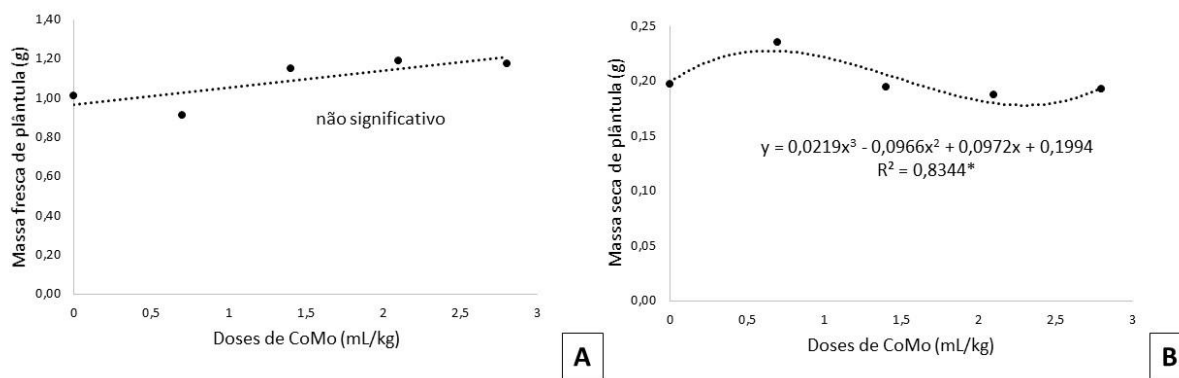 1,40
1,20
1,00
0,80
0,60
0,40
0,20
0,00
Massa fresca de plântula (g)
não significativo
0 0,5 1 1,5 2 2,5 3
Doses de CoMo (mL/kg)
A
0,25
0,20
0,15
0,10
0,05
0,00
Massa seca de plântula (g)
y = 0,0219x³ - 0,0966x² + 0,0972x + 0,1994
R² = 0,8344*
0 0,5 1 1,5 2 2,5 3
Doses de CoMo (mL/kg)
B